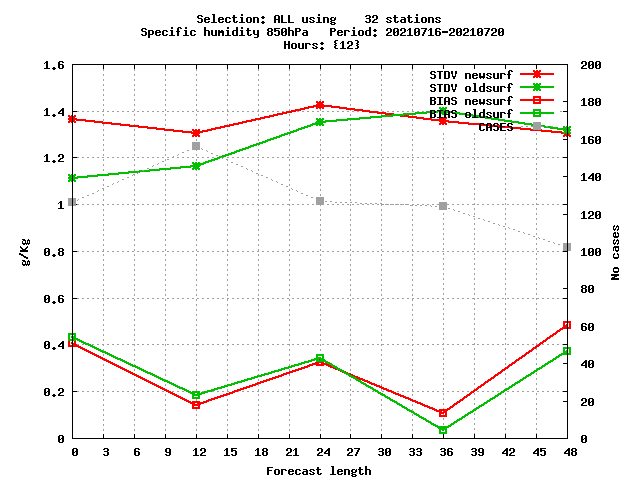 Selection: ALL using 32 stations
Specific humidity 850hPa Period: 20210716-20210720
Hours: {12}
1.6
1.4
1.2
1
0.8
0.6
0.4
0.2
0
g/Kg
200
180
160
140
120
100
80
60
40
20
0
No cases
STDV newsurf
STDV oldsurf
BIAS newsurf
BIAS oldsurf
CASES
0 3 6 9 12 15 18 21 24 27 30 33 36 39 42 45 48
Forecast length